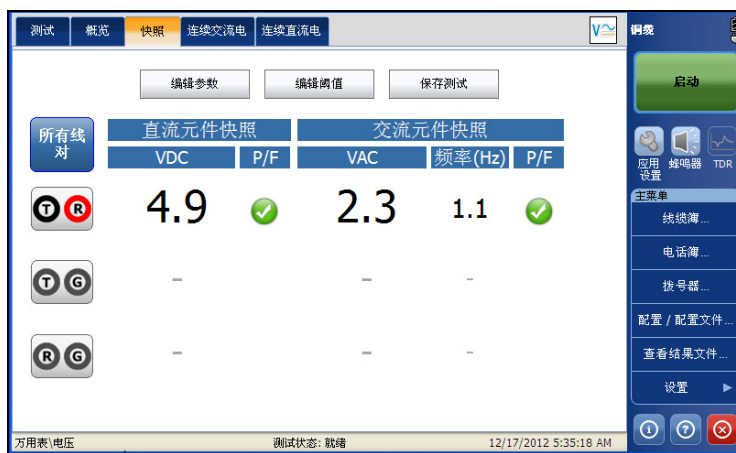 测试 概览 快照 连续交流电 连续直流电 V 铜缆
编辑参数 编辑阈值 保存测试 启动
所有线对 直流元件快照 交流元件快照
VDC P/F VAC 频率(Hz) P/F
应用设置 蜂鸣器 TDR
主菜单
T R 4.9 2.3 1.1
线缆簿...
电话簿...
T G - - -
拨号器...
配置 / 配置文件...
R G - - -
查看结果文件...
设置
万用表\电压 测试状态: 就绪 12/17/2012 5:35:18 AM